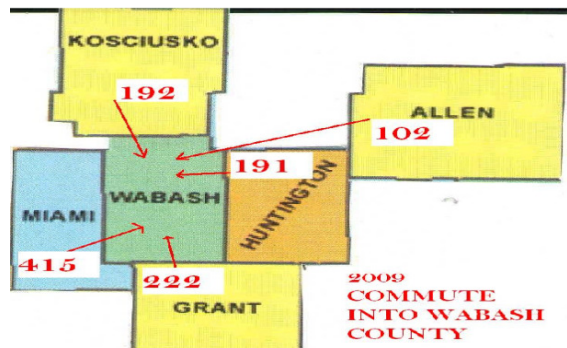 KOSCIUSKO
192
ALLEN
102
191
WABASH
HUNTINGTON
MIAMI
415
222
GRANT
2009
COMMUTE
INTO WABASH
COUNTY